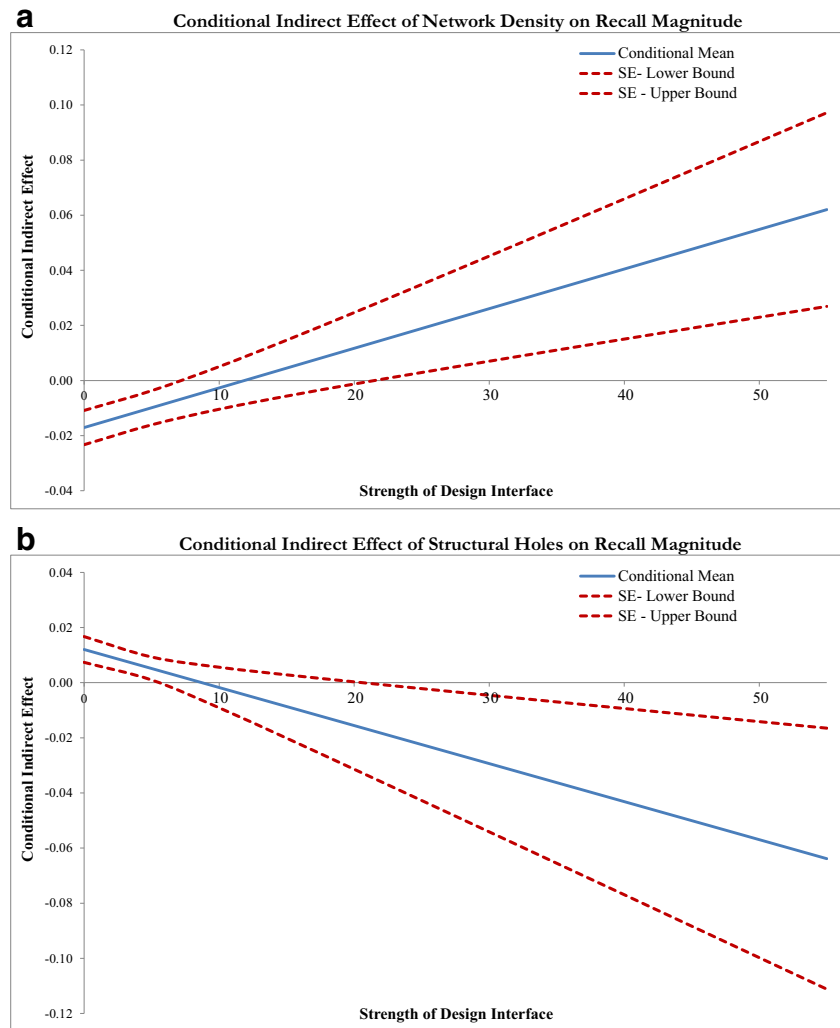 a
Conditional Indirect Effect of Network Density on Recall Magnitude
0.12
Conditional Mean
SE- Lower Bound
SE - Upper Bound
0.10
0.08
0.06
0.04
0.02
0.00
0 10 20 30 40 50
-0.02
-0.04
Conditional Indirect Effect
Strength of Design Interface
b
Conditional Indirect Effect of Structural Holes on Recall Magnitude
0.04
Conditional Mean
SE- Lower Bound
SE - Upper Bound
0.02
0.00
0 10 20 30 40 50
-0.02
-0.04
-0.06
-0.08
-0.10
-0.12
Conditional Indirect Effect
Strength of Design Interface